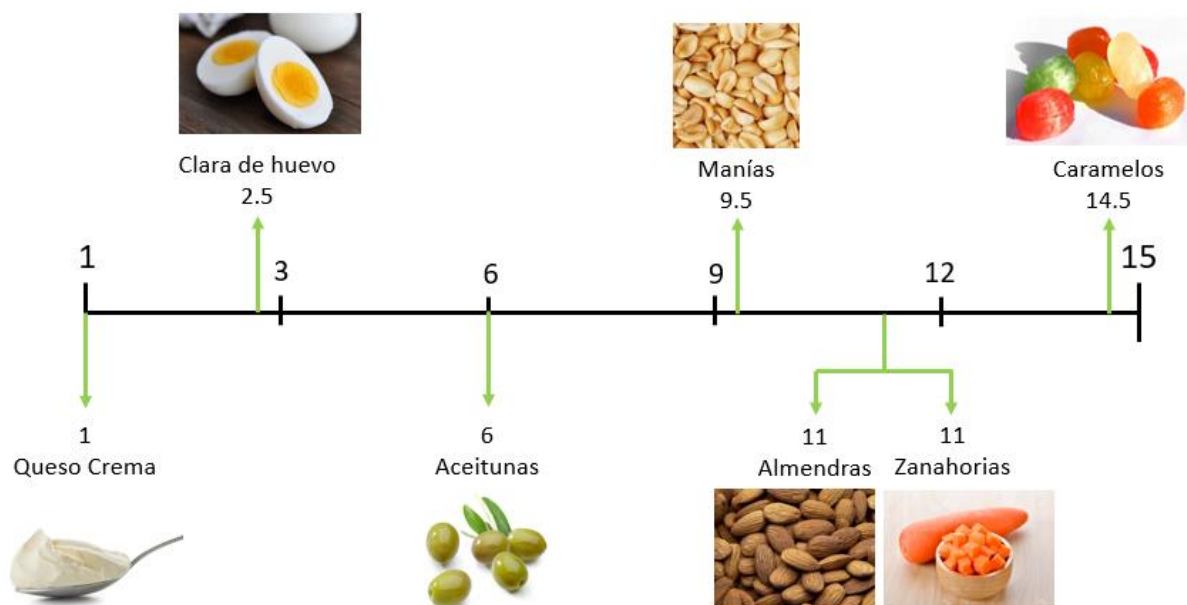 Clara de huevo
2.5
Manías
9.5
Caramelos
14.5
1
3
6
9
12
15
1
Queso Crema
6
Aceitunas
11
Almendras
11
Zanahorias